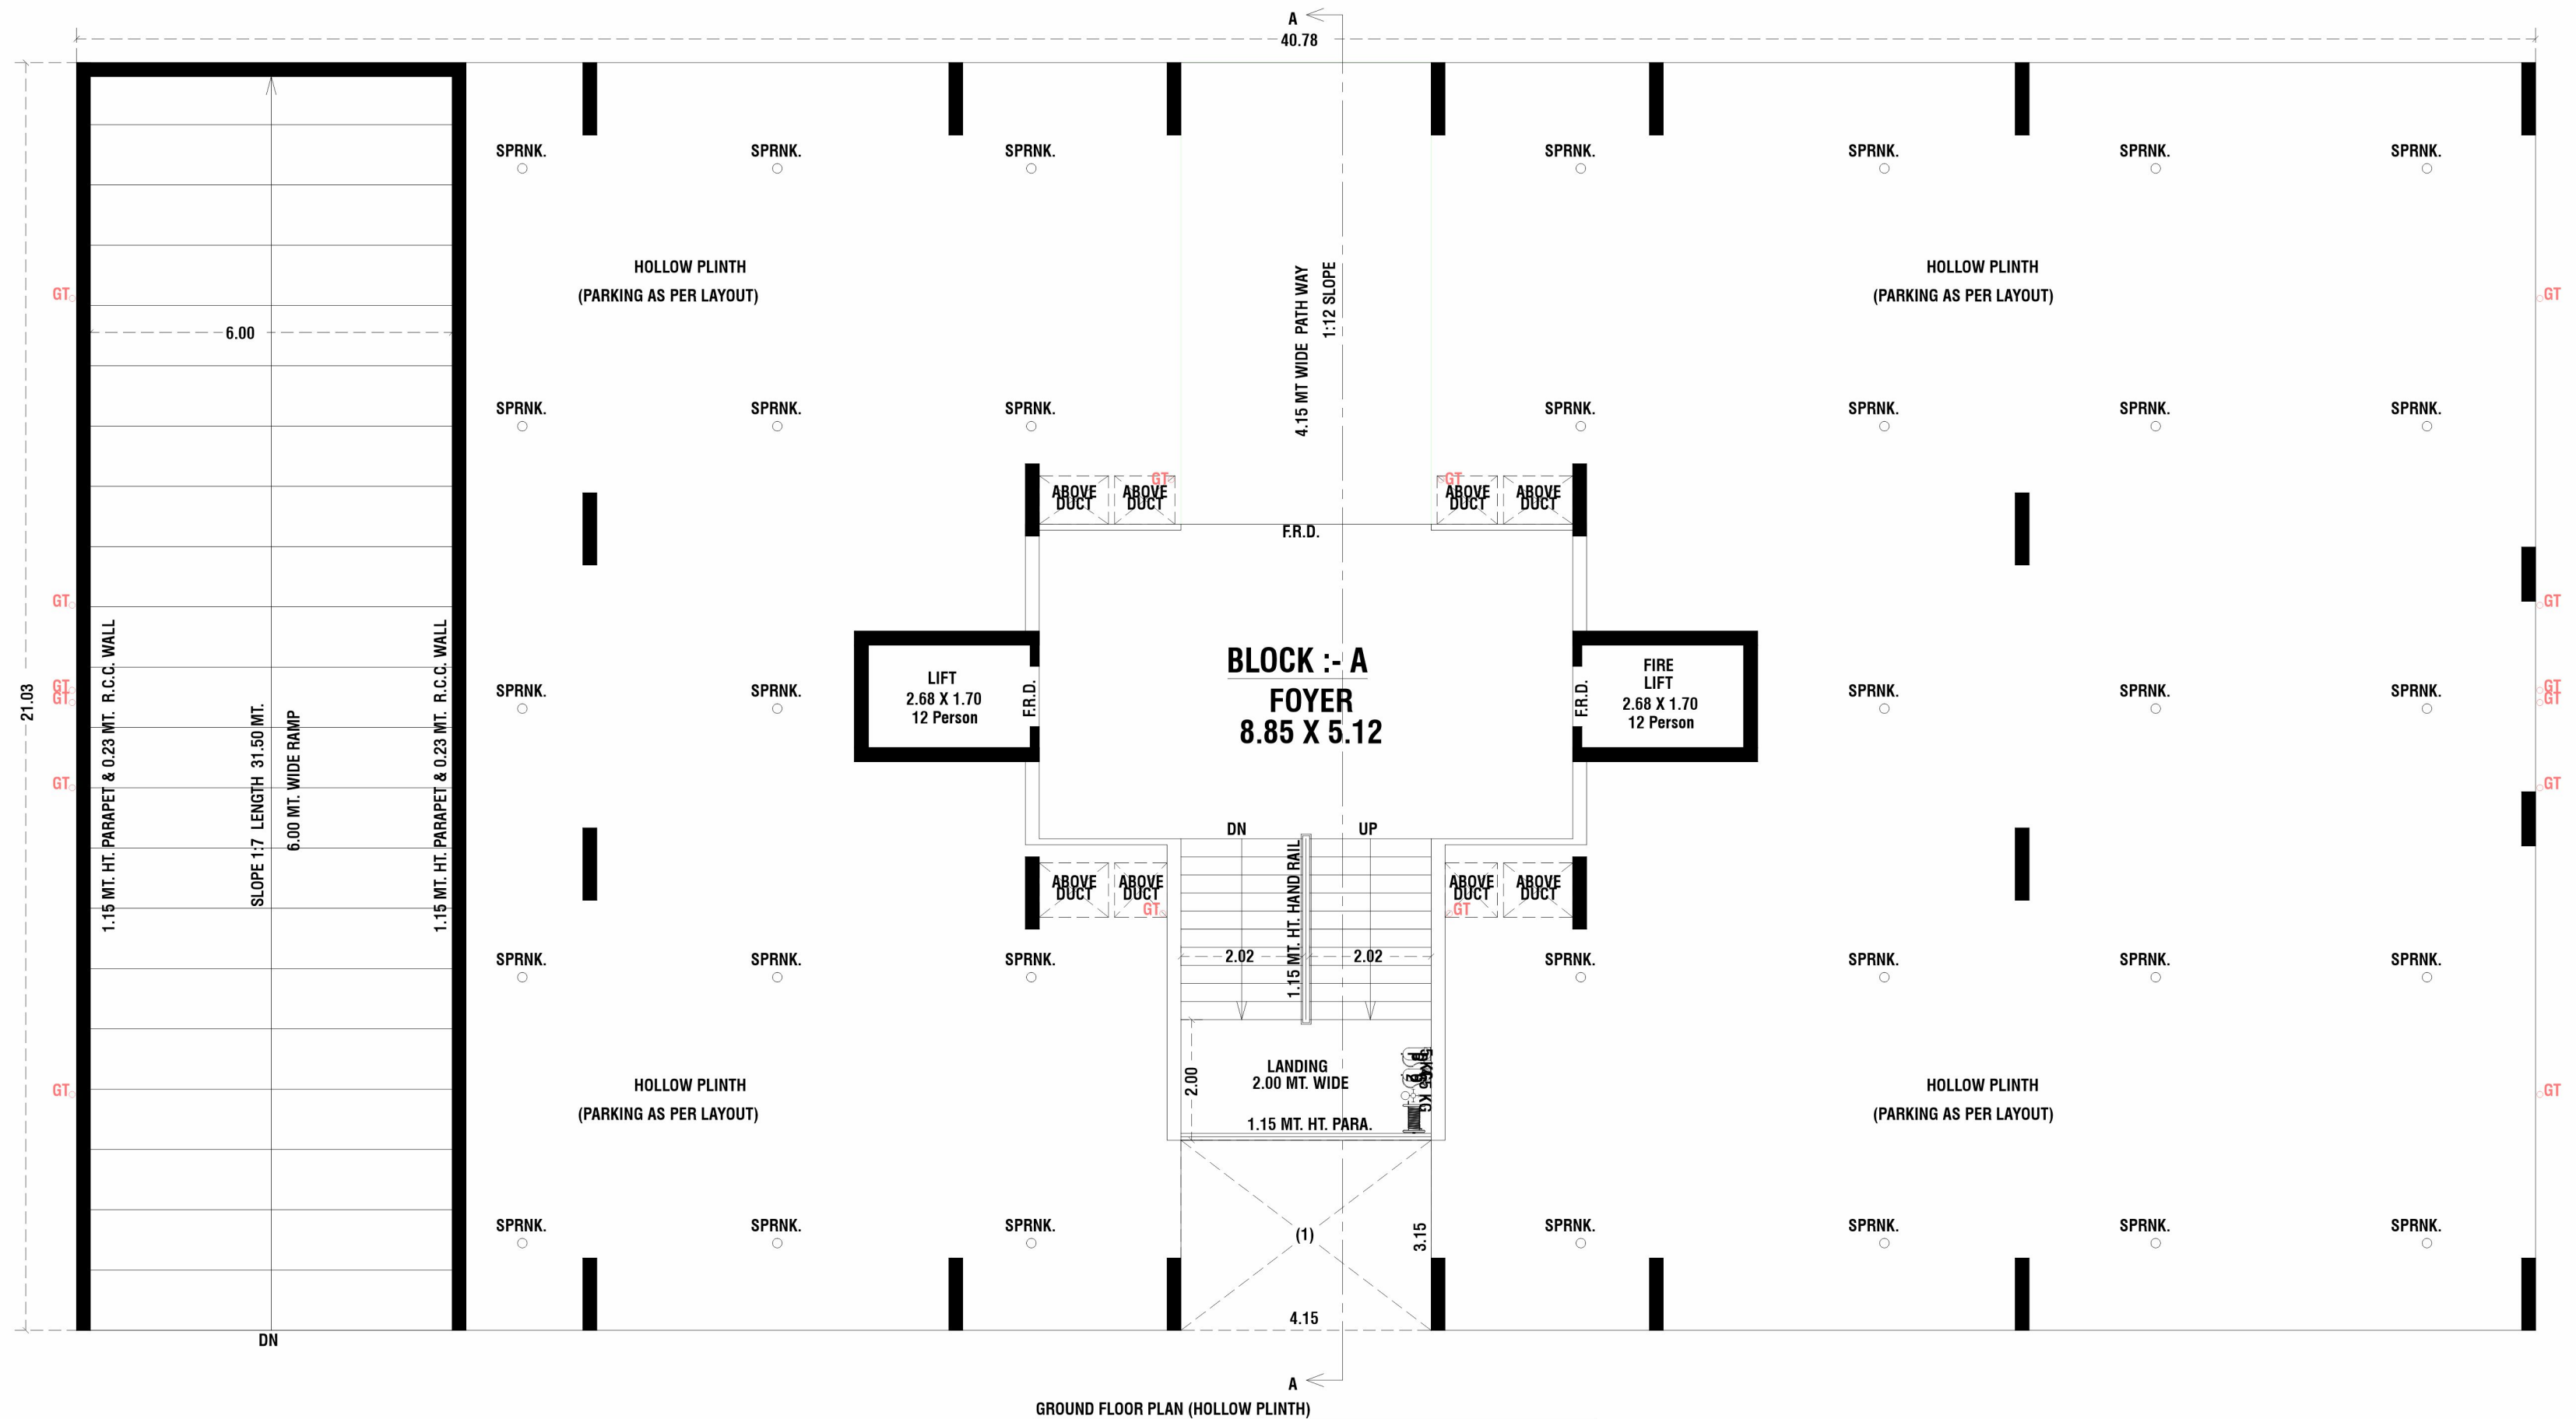 A
40.78
SPRNK.
SPRNK.
SPRNK.
SPRNK.
SPRNK.
SPRNK.
SPRNK.
HOLLOW PLINTH
(PARKING AS PER LAYOUT)
HOLLOW PLINTH
(PARKING AS PER LAYOUT)
4.15 MT WIDE PATH WAY
1:12 SLOPE
GT
GT
6.00
SPRNK.
SPRNK.
SPRNK.
SPRNK.
SPRNK.
SPRNK.
SPRNK.
GT
GT
ABOVE
DUCT
ABOVE
DUCT
ABOVE
DUCT
ABOVE
DUCT
F.R.D.
GT
GT
21.03
1.15 MT. HT. PARAPET & 0.23 MT. R.C.C. WALL
SLOPE 1:7 LENGTH 31.50 MT.
6.00 MT. WIDE RAMP
1.15 MT. HT. PARAPET & 0.23 MT. R.C.C. WALL
GT
GT
SPRNK.
SPRNK.
LIFT
2.68 X 1.70
12 Person
F.R.D.
BLOCK :- A
FOYER
8.85 X 5.12
F.R.D.
FIRE
LIFT
2.68 X 1.70
12 Person
SPRNK.
SPRNK.
SPRNK.
GT
GT
GT
GT
DN
UP
1.15 MT. HT. HAND RAIL
ABOVE
DUCT
ABOVE
DUCT
ABOVE
DUCT
ABOVE
DUCT
GT
GT
2.02
2.02
SPRNK.
SPRNK.
SPRNK.
SPRNK.
SPRNK.
SPRNK.
SPRNK.
LANDING
2.00 MT. WIDE
2.00
1.15 MT. HT. PARA.
KG
HOLLOW PLINTH
(PARKING AS PER LAYOUT)
HOLLOW PLINTH
(PARKING AS PER LAYOUT)
GT
GT
SPRNK.
SPRNK.
SPRNK.
(1)
3.15
SPRNK.
SPRNK.
SPRNK.
SPRNK.
4.15
DN
A
GROUND FLOOR PLAN (HOLLOW PLINTH)